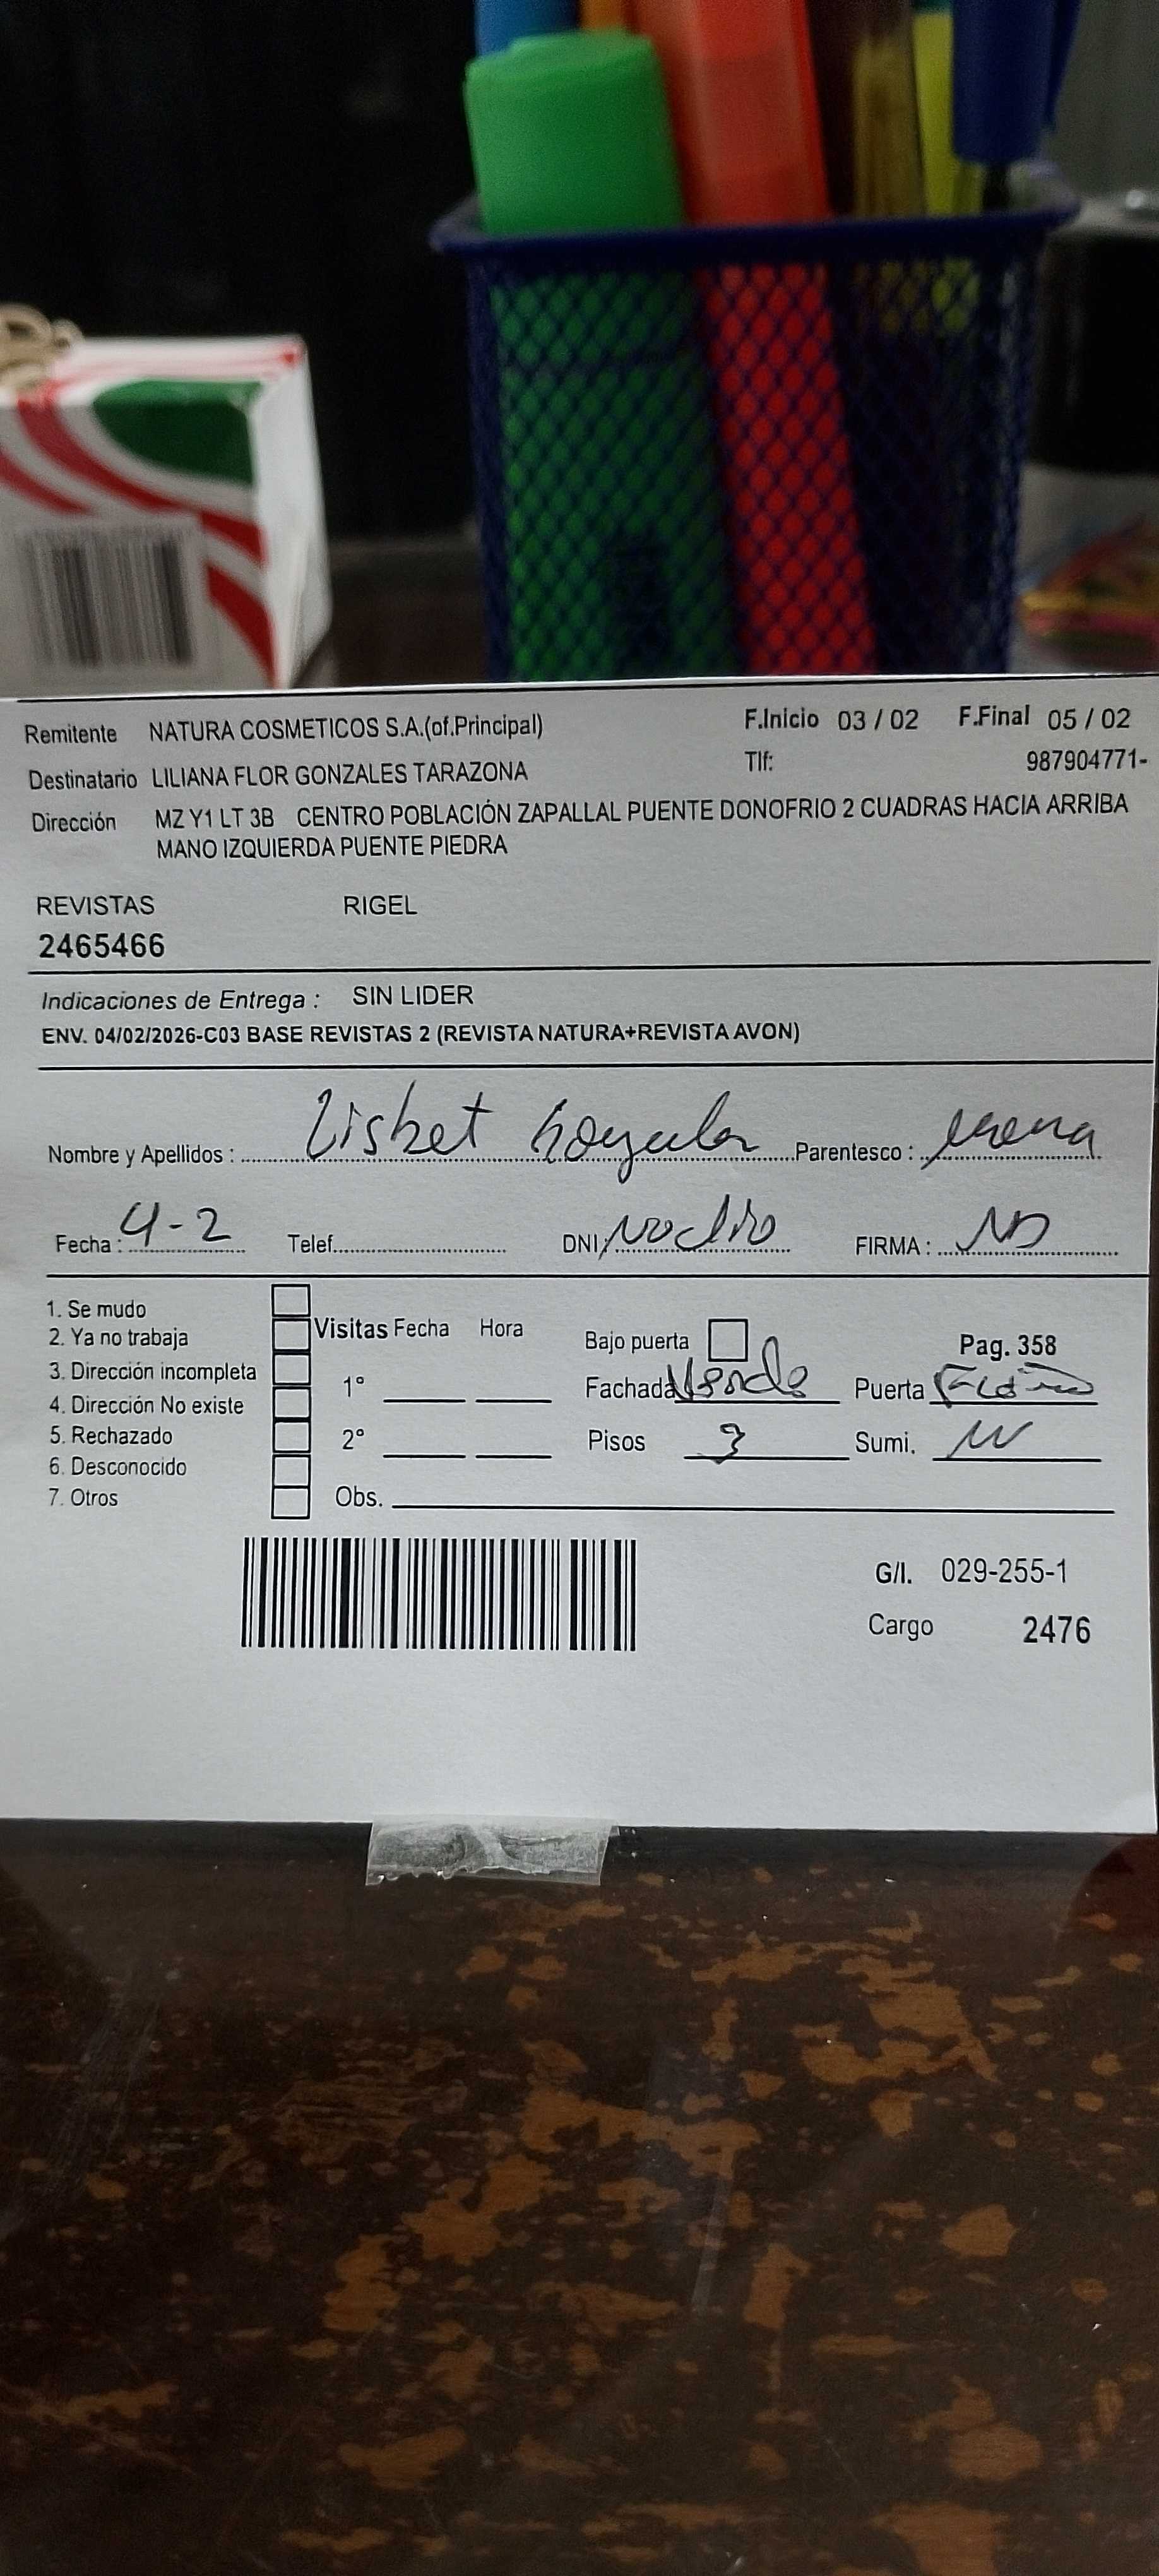 Remitente NATURA COSMETICOS S.A.(of.Principal) F.Inicio 03 / 02 F.Final 05 / 02
Destinatario LILIANA FLOR GONZALES TARAZONA Tlf: 987904771-
Dirección MZ Y1 LT 3B CENTRO POBLACIÓN ZAPALLAL PUENTE DONOFRIO 2 CUADRAS HACIA ARRIBA
MANO IZQUIERDA PUENTE PIEDRA
REVISTAS RIGEL
2465466
Indicaciones de Entrega : SIN LIDER
ENV. 04/02/2026-C03 BASE REVISTAS 2 (REVISTA NATURA+REVISTA AVON)
Nombre y Apellidos : Lisbet Parentesco :
Fecha : 4-2 Telef. DNI: FIRMA :
1. Se mudo
2. Ya no trabaja Visitas Fecha Hora Bajo puerta Pag. 358
3. Dirección incompleta 1° Fachada Verde Puerta
4. Dirección No existe
5. Rechazado 2° Pisos 3 Sumi.
6. Desconocido
7. Otros Obs.
G/I. 029-255-1
Cargo 2476